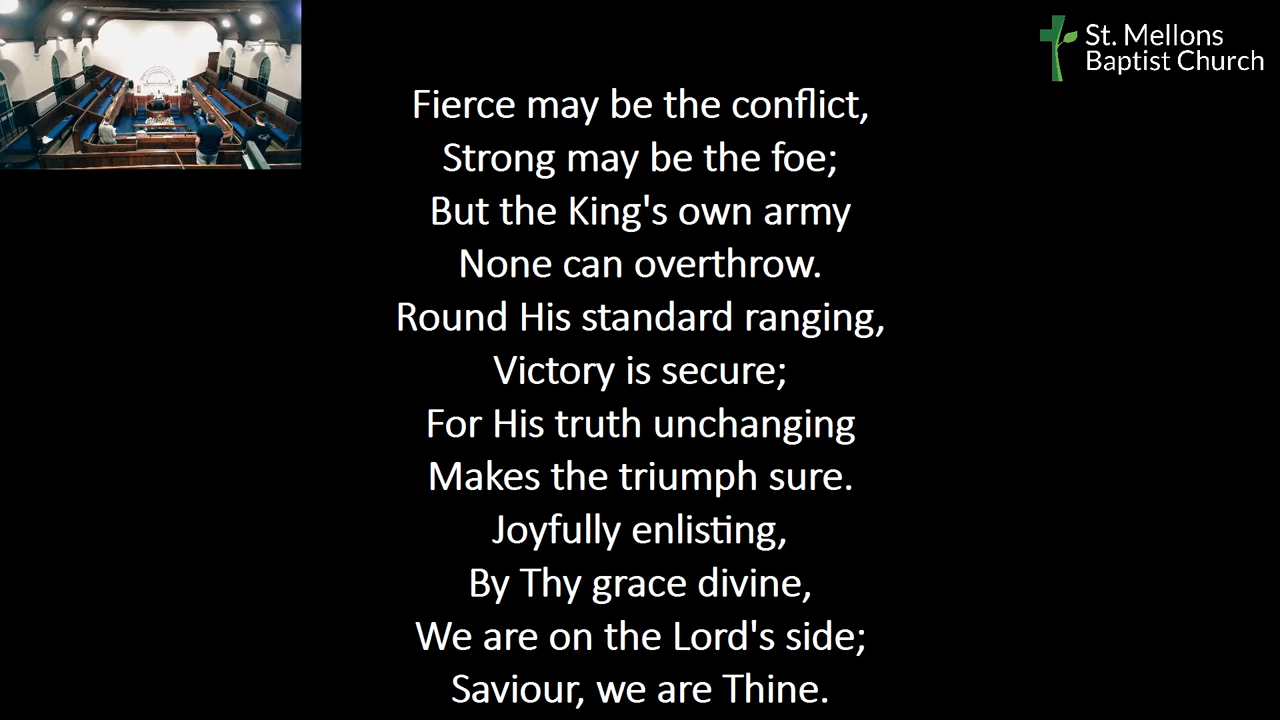 St. Mellons
Baptist Church
Fierce may be the conflict,
Strong may be the foe;
But the King's own army
None can overthrow.
Round His standard ranging,
Victory is secure;
For His truth unchanging
Makes the triumph sure.
Joyfully enlisting,
By Thy grace divine,
We are on the Lord's side;
Saviour, we are Thine.